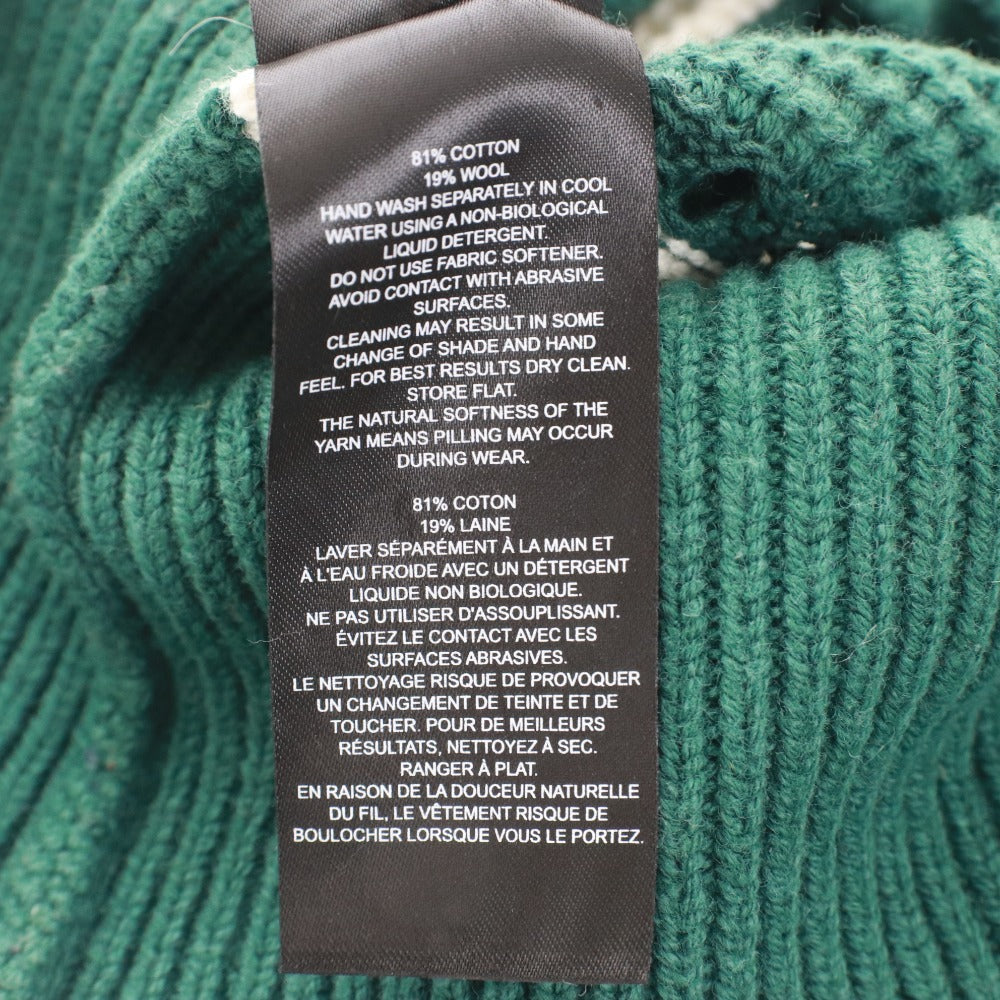 81% COTTON
19% WOOL
HAND WASH SEPARATELY IN COOL
WATER USING A NON-BIOLOGICAL
LIQUID DETERGENT.
DO NOT USE FABRIC SOFTENER.
AVOID CONTACT WITH ABRASIVE
SURFACES.
CLEANING MAY RESULT IN SOME
CHANGE OF SHADE AND HAND
FEEL. FOR BEST RESULTS DRY CLEAN.
STORE FLAT.
THE NATURAL SOFTNESS OF THE
YARN MEANS PILLING MAY OCCUR
DURING WEAR.
81% COTON
19% LAINE
LAVER SÉPARÉMENT À LA MAIN ET
À L'EAU FROIDE AVEC UN DÉTERGENT
LIQUIDE NON BIOLOGIQUE.
NE PAS UTILISER D'ASSOUPLISSANT.
ÉVITEZ LE CONTACT AVEC LES
SURFACES ABRASIVES.
LE NETTOYAGE RISQUE DE PROVOQUER
UN CHANGEMENT DE TEINTE ET DE
TOUCHER. POUR DE MEILLEURS
RÉSULTATS, NETTOYEZ À SEC.
RANGER À PLAT.
EN RAISON DE LA DOUCEUR NATURELLE
DU FIL, LE VÊTEMENT RISQUE DE
BOULOCHER LORSQUE VOUS LE PORTEZ.